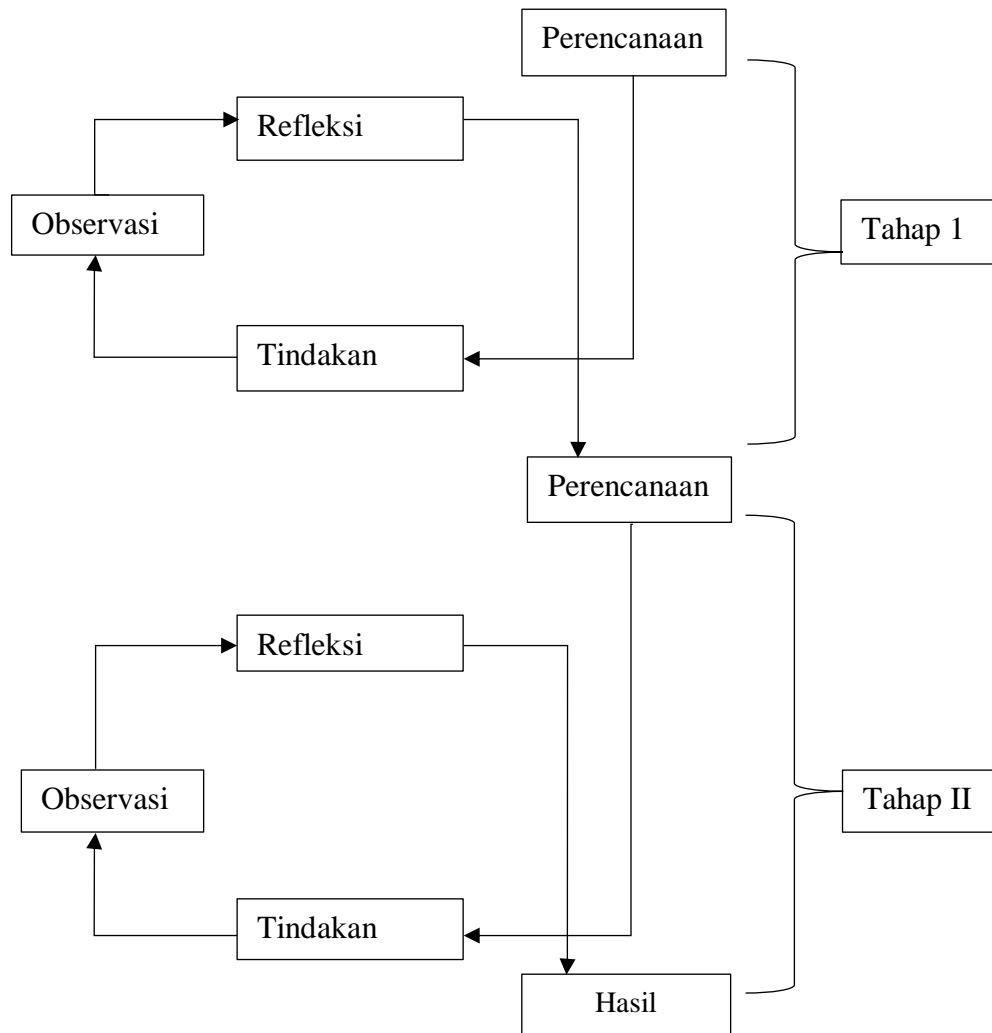 Perencanaan
Refleksi
Observasi
Tahap 1
Tindakan
Perencanaan
Refleksi
Observasi
Tahap II
Tindakan
Hasil